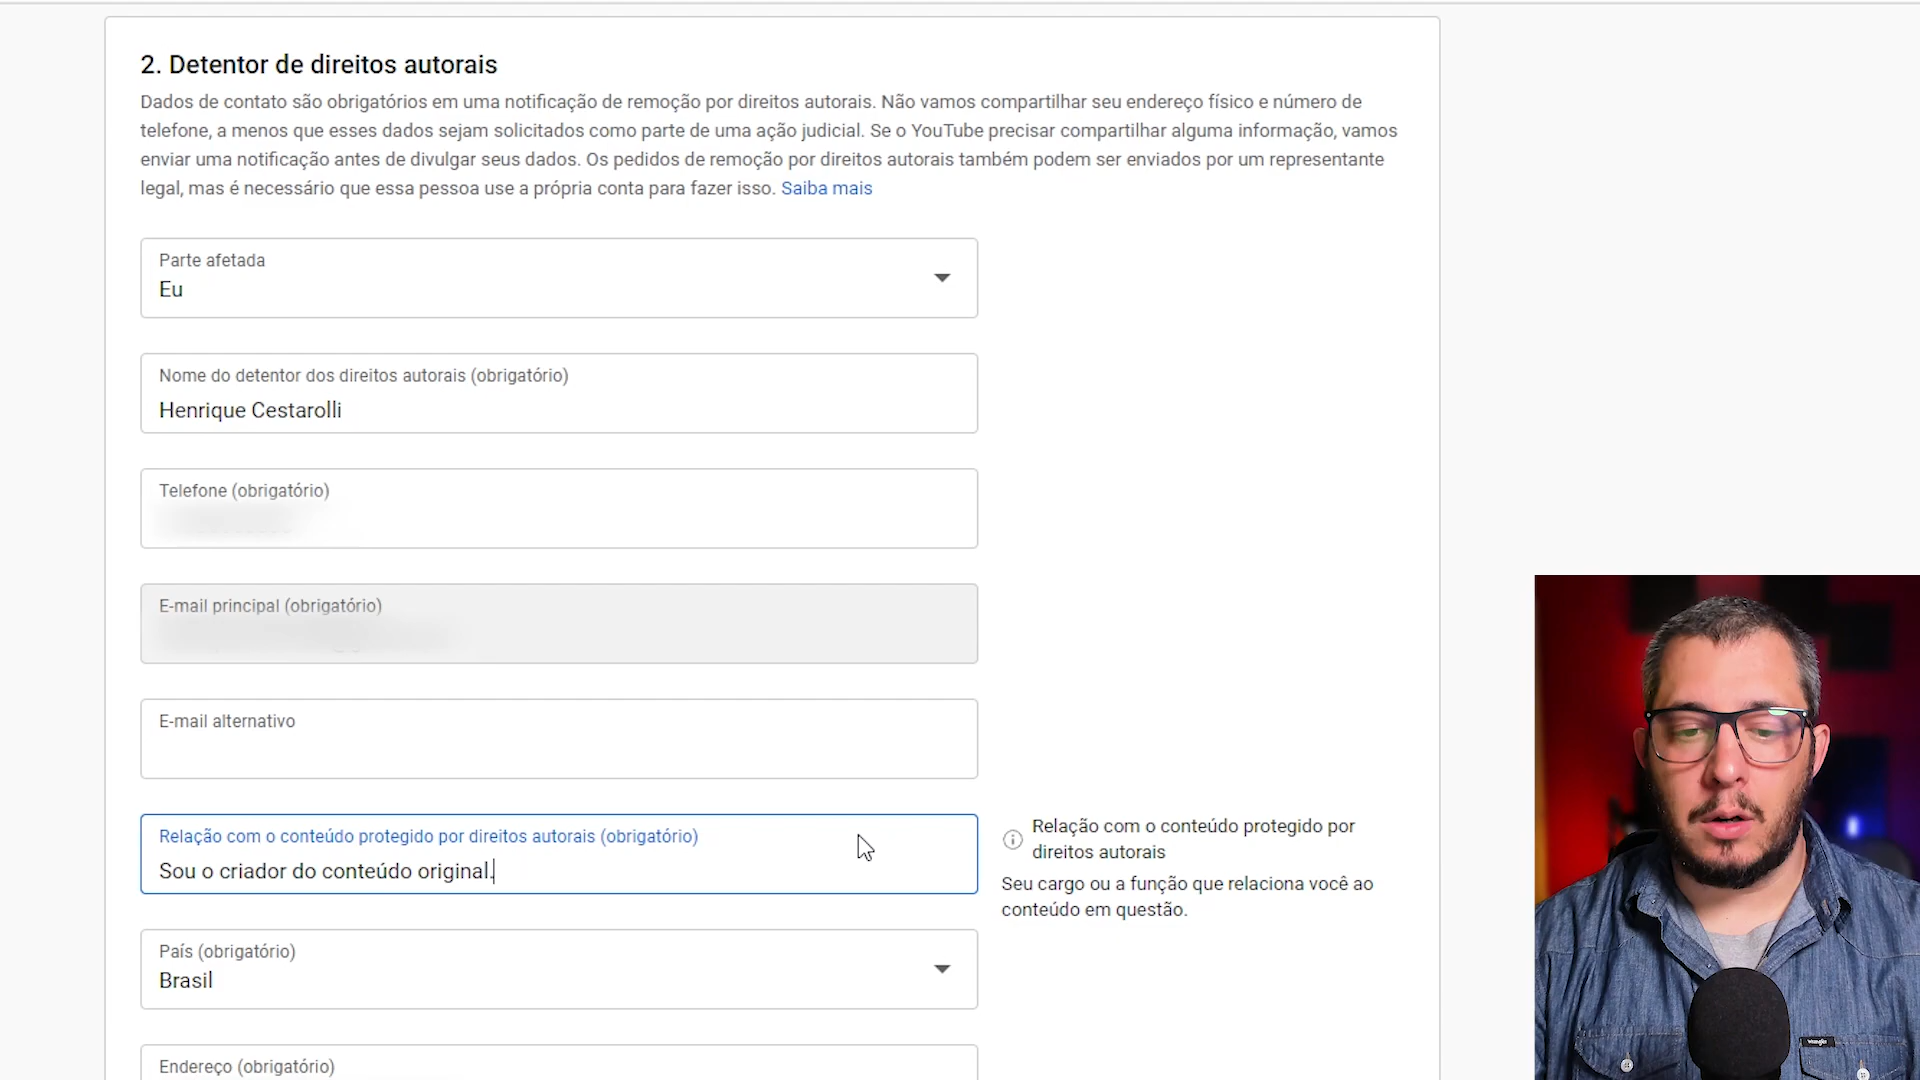 2. Detentor de direitos autorais
Dados de contato são obrigatórios em uma notificação de remoção por direitos autorais. Não vamos compartilhar seu endereço físico e número de
telefone, a menos que esses dados sejam solicitados como parte de uma ação judicial. Se o YouTube precisar compartilhar alguma informação, vamos
enviar uma notificação antes de divulgar seus dados. Os pedidos de remoção por direitos autorais também podem ser enviados por um representante
legal, mas é necessário que essa pessoa use a própria conta para fazer isso. Saiba mais
Parte afetada
Eu
Nome do detentor dos direitos autorais (obrigatório)
Henrique Cestarolli
Telefone (obrigatório)
E-mail principal (obrigatório)
E-mail alternativo
Relação com o conteúdo protegido por direitos autorais (obrigatório)
Sou o criador do conteúdo original.
Relação com o conteúdo protegido por
direitos autorais
Seu cargo ou a função que relaciona você ao
conteúdo em questão.
País (obrigatório)
Brasil
Endereço (obrigatório)
Wrangler